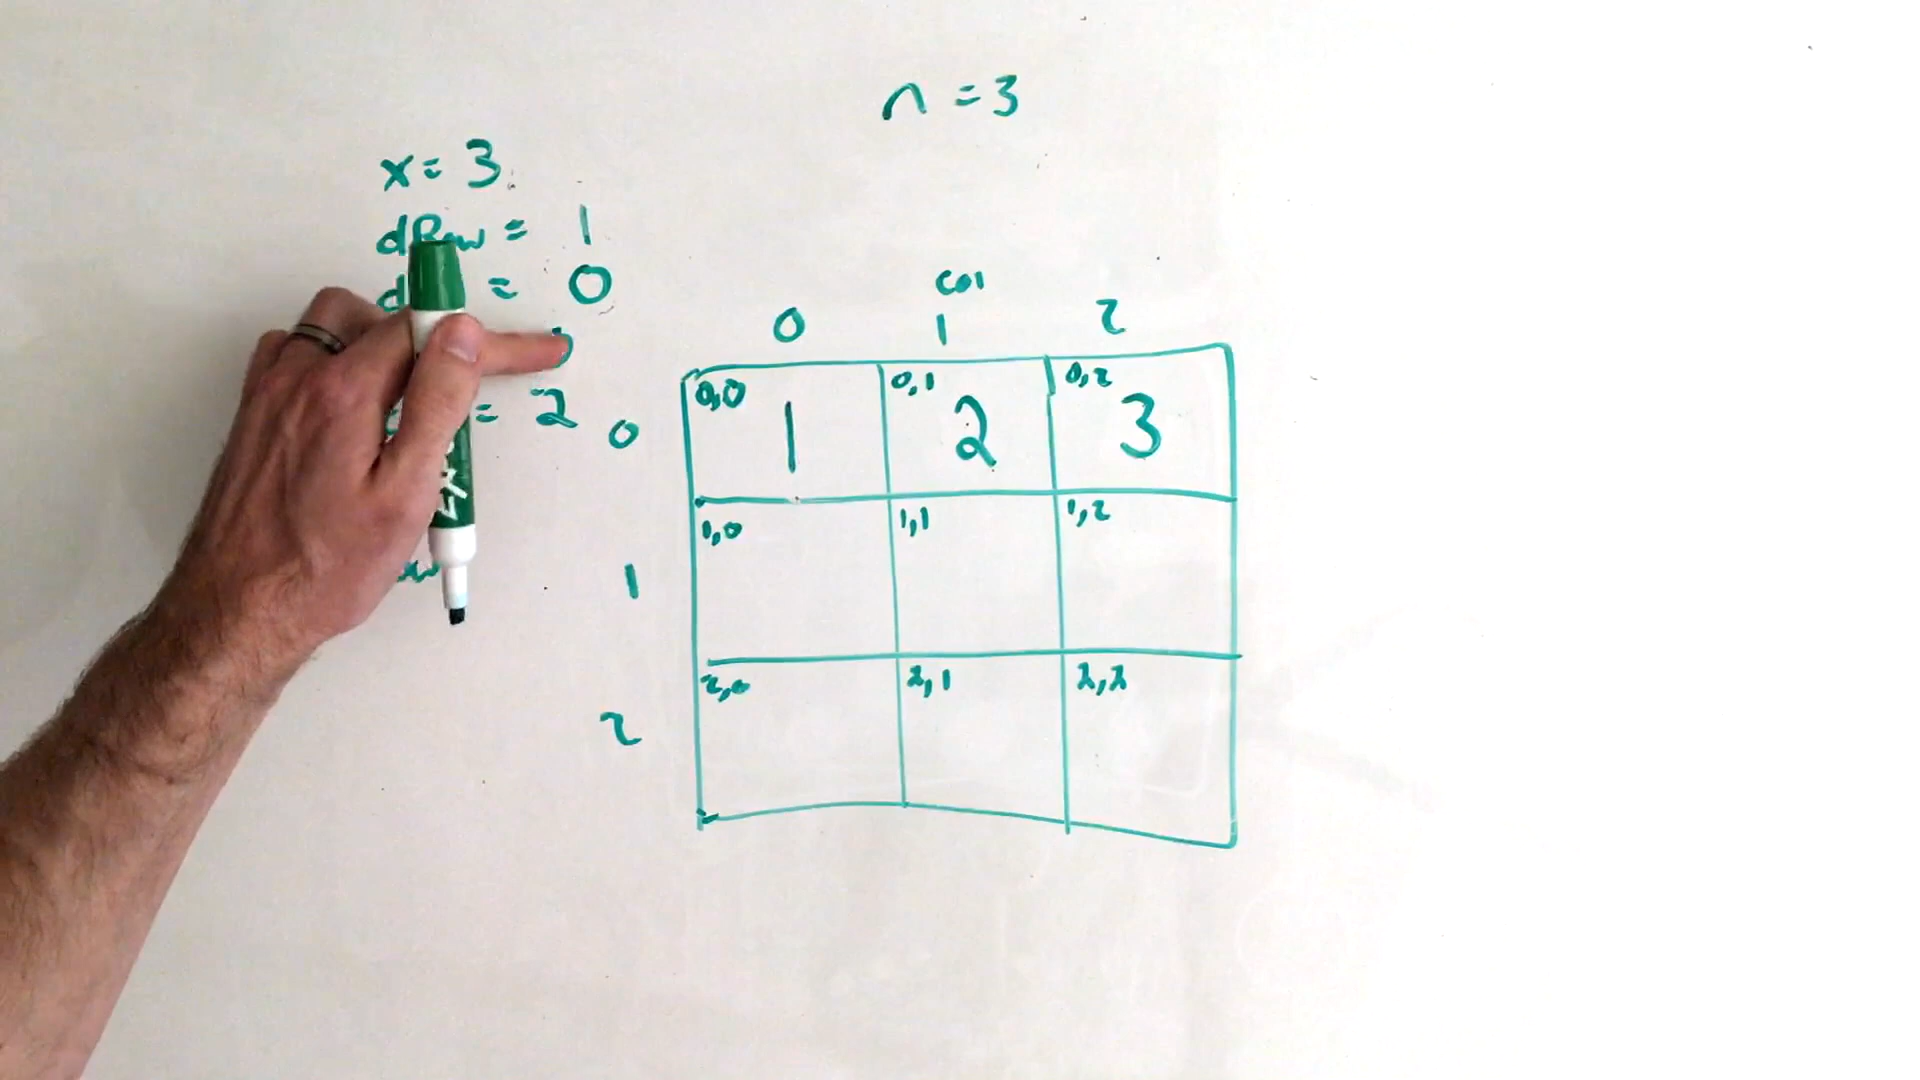 n = 3
x = 3
dRow = 1
d = 0
= 2
col
0 1 2
0
0,0 1
0,1 2
0,2 3
1
1,0
1,1
1,2
2
2,0
2,1
2,2